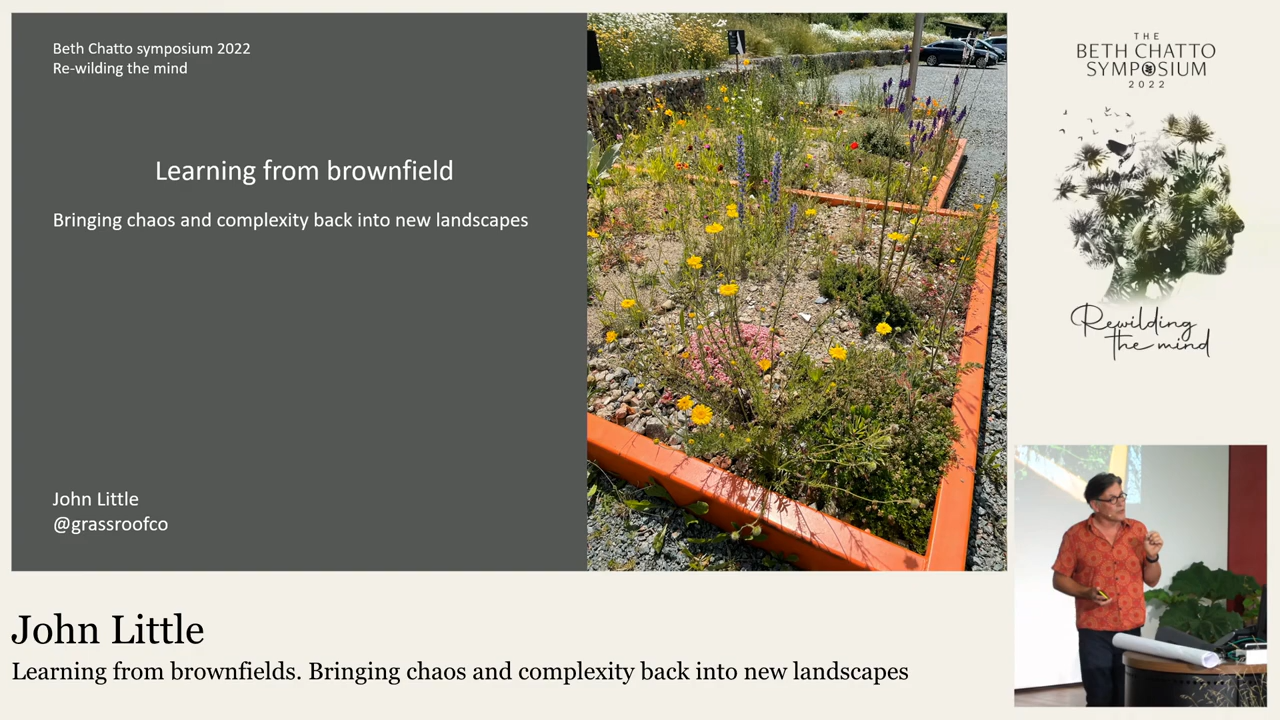 Beth Chatto symposium 2022
Re-wilding the mind
Learning from brownfield
Bringing chaos and complexity back into new landscapes
John Little
@grassroofco
THE
BETH CHATTO
SYMPOSIUM
2022
Rewilding
the mind
John Little
Learning from brownfields. Bringing chaos and complexity back into new landscapes